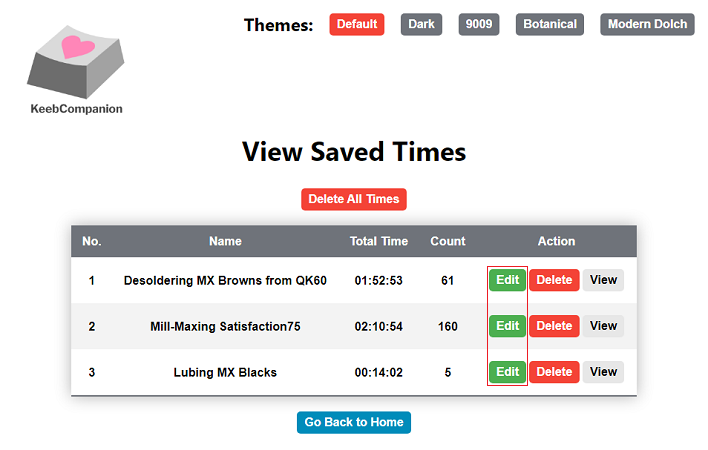 Themes: Default Dark 9009 Botanical Modern Dolch
KeebCompanion
View Saved Times
Delete All Times
No. Name Total Time Count Action
1 Desoldering MX Browns from QK60 01:52:53 61 Edit Delete View
2 Mill-Maxing Satisfaction75 02:10:54 160 Edit Delete View
3 Lubing MX Blacks 00:14:02 5 Edit Delete View
Go Back to Home